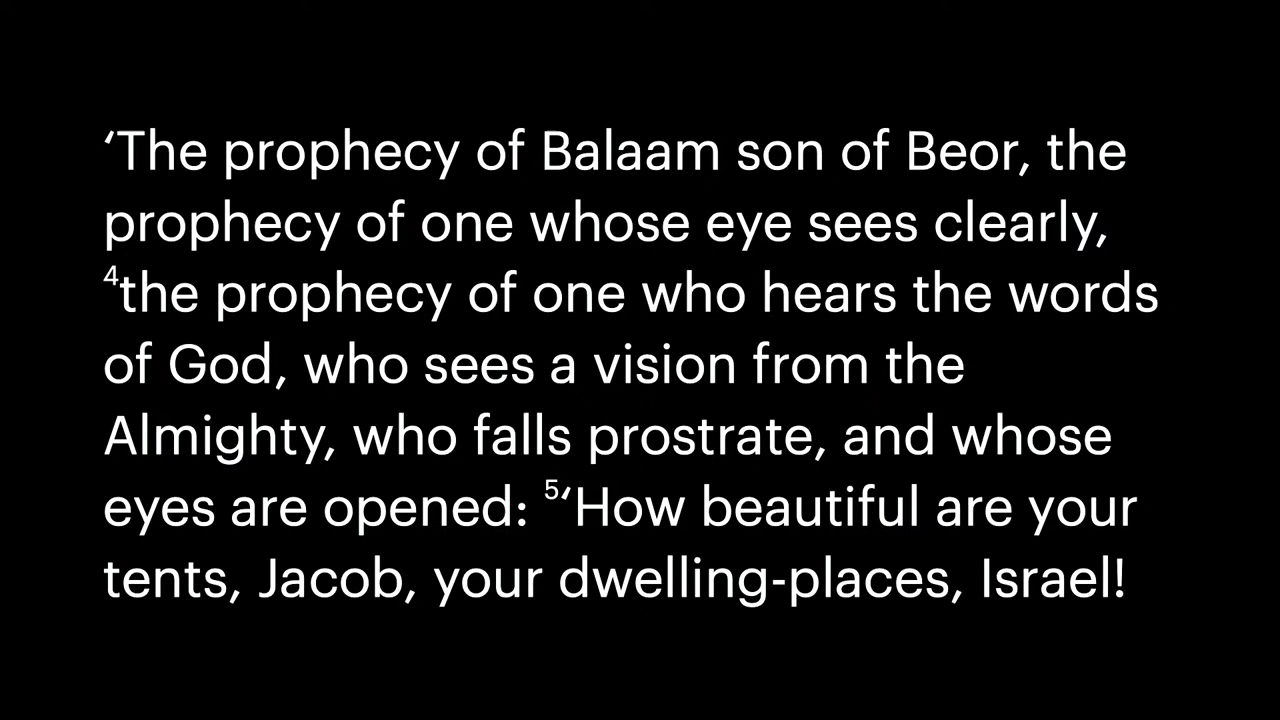 ‘The prophecy of Balaam son of Beor, the
prophecy of one whose eye sees clearly,
⁴the prophecy of one who hears the words
of God, who sees a vision from the
Almighty, who falls prostrate, and whose
eyes are opened: ⁵‘How beautiful are your
tents, Jacob, your dwelling-places, Israel!